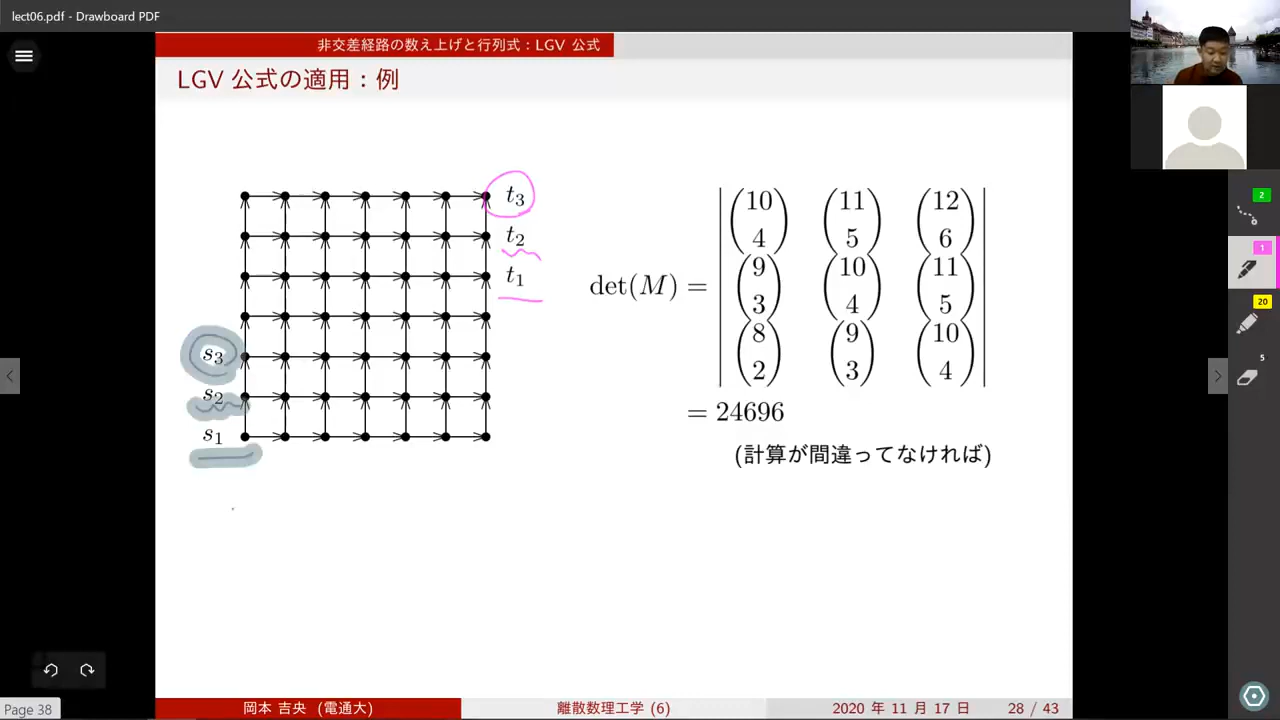 lect06.pdf - Drawboard PDF
非交差経路の数え上げと行列式：LGV 公式
LGV 公式の適用：例
t3
t2
t1
s3
s2
s1
det(M) =
(10 4) (11 5) (12 6)
(9 3) (10 4) (11 5)
(8 2) (9 3) (10 4)
= 24696
(計算が間違ってなければ)
2
1
20
5
Page 38
岡本 吉央 (電通大)
離散数理工学 (6)
2020 年 11 月 17 日
28 / 43